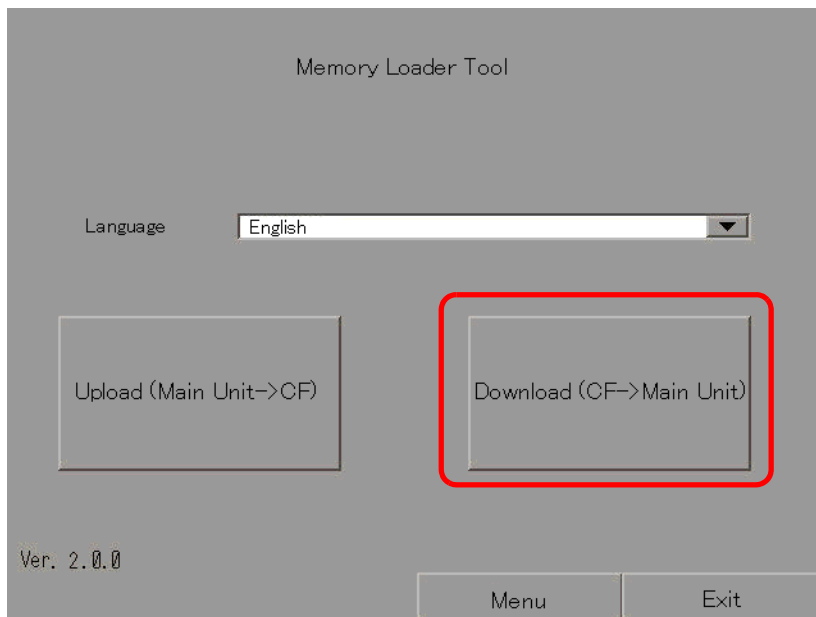 Memory Loader Tool
Language English
Upload (Main Unit->CF) Download (CF->Main Unit)
Ver. 2.0.0
Menu Exit